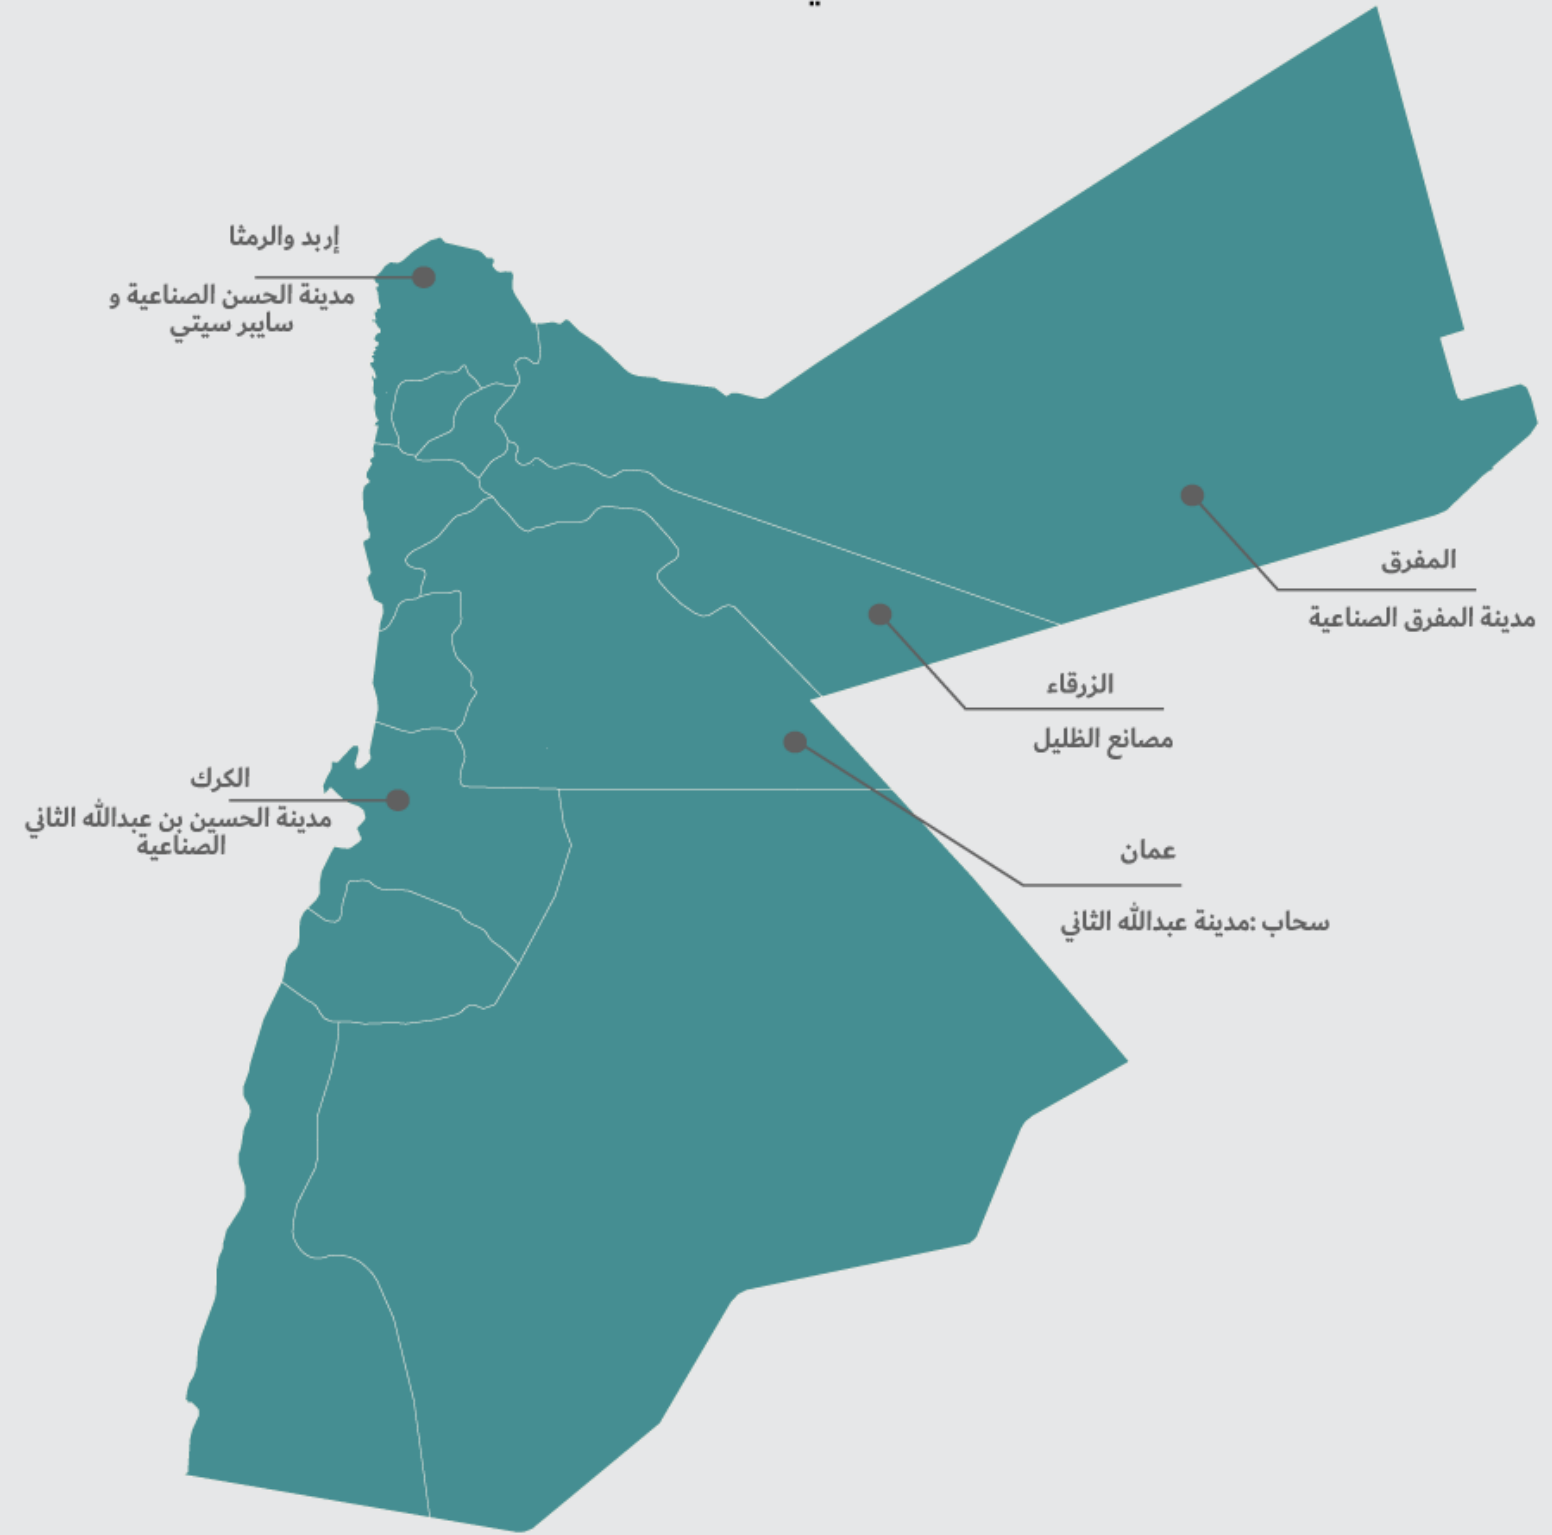 إربد والرمثا
مدينة الحسن الصناعية و
سايبر سيتي
المفرق
مدينة المفرق الصناعية
الزرقاء
مصانع الظليل
الكرك
مدينة الحسين بن عبدالله الثاني
الصناعية
عمان
سحاب :مدينة عبدالله الثاني